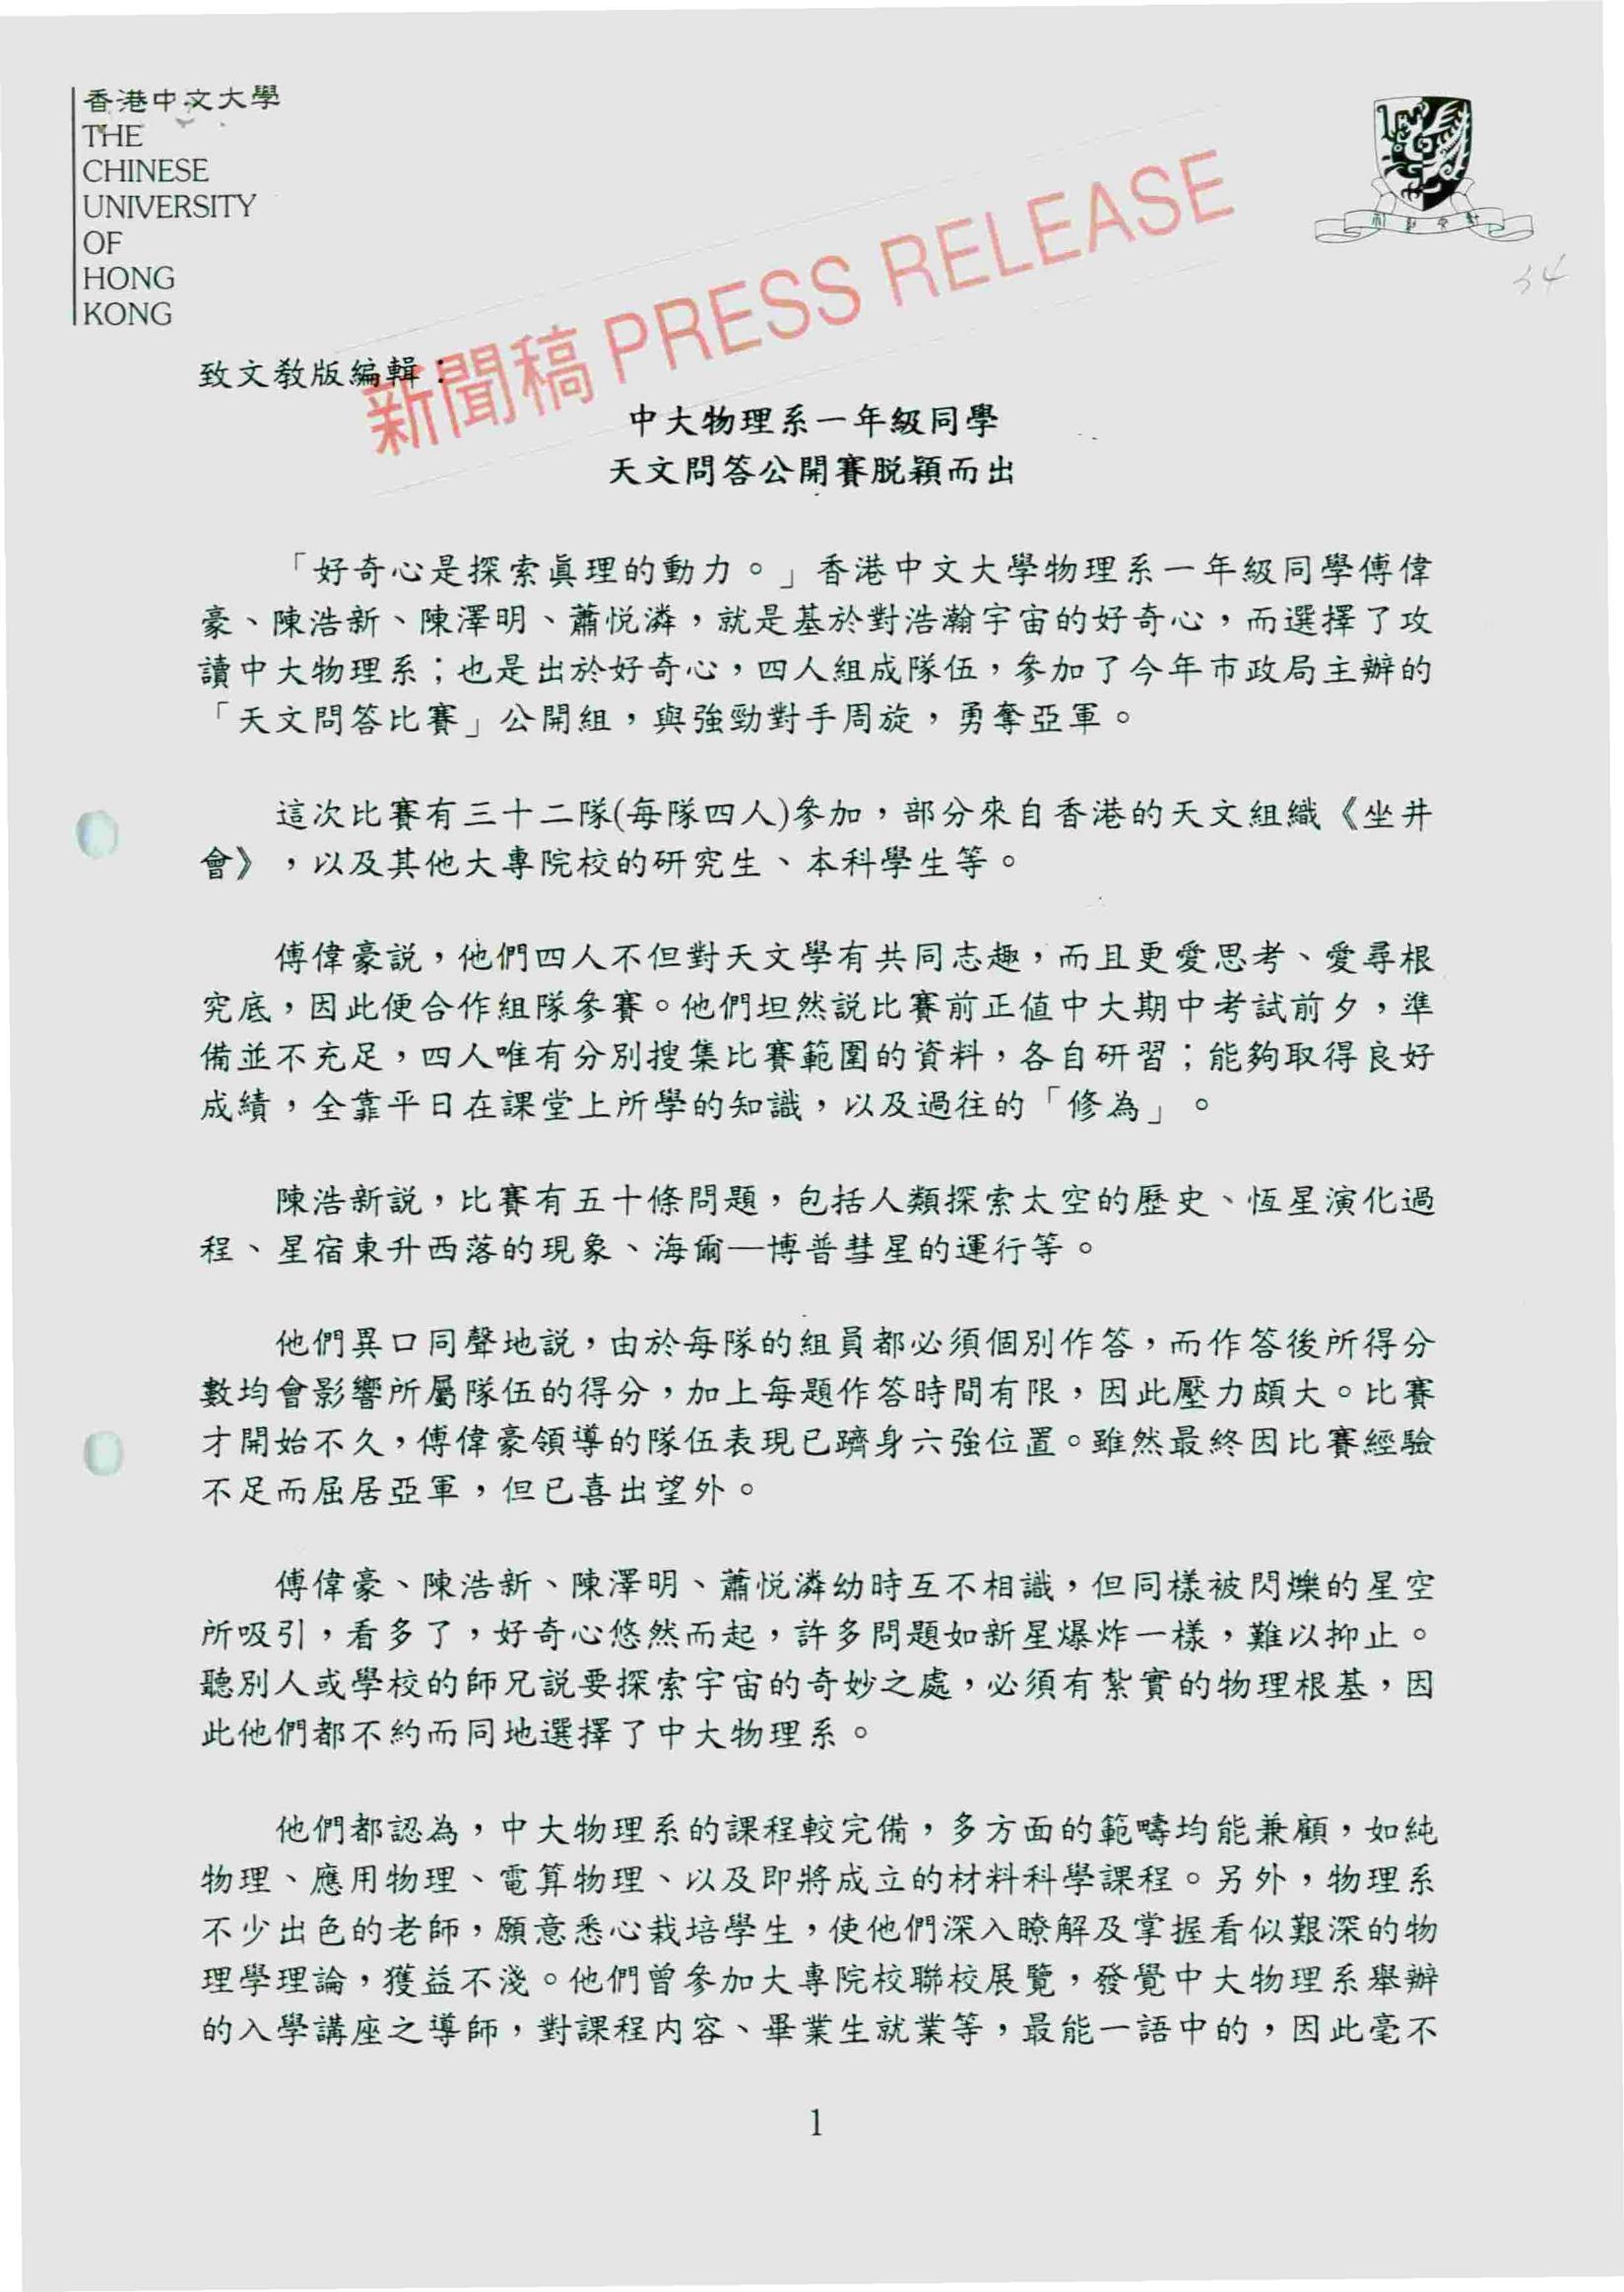 香港中文大學
THE
CHINESE
UNIVERSITY
OF
HONG
KONG
新聞稿 PRESS RELEASE
34
致文教版編輯：
中大物理系一年級同學
天文問答公開賽脱穎而出
「好奇心是探索眞理的動力。」香港中文大學物理系一年級同學傅偉
豪、陳浩新、陳澤明、蕭悦潾，就是基於對浩瀚宇宙的好奇心，而選擇了攻
讀中大物理系；也是出於好奇心，四人組成隊伍，參加了今年市政局主辦的
「天文問答比賽」公開組，與強勁對手周旋，勇奪亞軍。
這次比賽有三十二隊(每隊四人)參加，部分來自香港的天文組織《坐井
會》，以及其他大專院校的研究生、本科學生等。
傅偉豪説，他們四人不但對天文學有共同志趣，而且更愛思考、愛尋根
究底，因此便合作組隊參賽。他們坦然説比賽前正值中大期中考試前夕，準
備並不充足，四人唯有分別搜集比賽範圍的資料，各自研習；能夠取得良好
成績，全靠平日在課堂上所學的知識，以及過往的「修為」。
陳浩新説，比賽有五十條問題，包括人類探索太空的歷史、恆星演化過
程、星宿東升西落的現象、海爾—博普彗星的運行等。
他們異口同聲地説，由於每隊的組員都必須個別作答，而作答後所得分
數均會影響所屬隊伍的得分，加上每題作答時間有限，因此壓力頗大。比賽
才開始不久，傅偉豪領導的隊伍表現已躋身六強位置。雖然最終因比賽經驗
不足而屈居亞軍，但已喜出望外。
傅偉豪、陳浩新、陳澤明、蕭悦潾幼時互不相識，但同樣被閃爍的星空
所吸引，看多了，好奇心悠然而起，許多問題如新星爆炸一樣，難以抑止。
聽別人或學校的師兄説要探索宇宙的奇妙之處，必須有紮實的物理根基，因
此他們都不約而同地選擇了中大物理系。
他們都認為，中大物理系的課程較完備，多方面的範疇均能兼顧，如純
物理、應用物理、電算物理、以及即將成立的材料科學課程。另外，物理系
不少出色的老師，願意悉心栽培學生，使他們深入瞭解及掌握看似艱深的物
理學理論，獲益不淺。他們曾參加大專院校聯校展覽，發覺中大物理系舉辦
的入學講座之導師，對課程内容、畢業生就業等，最能一語中的，因此毫不
1